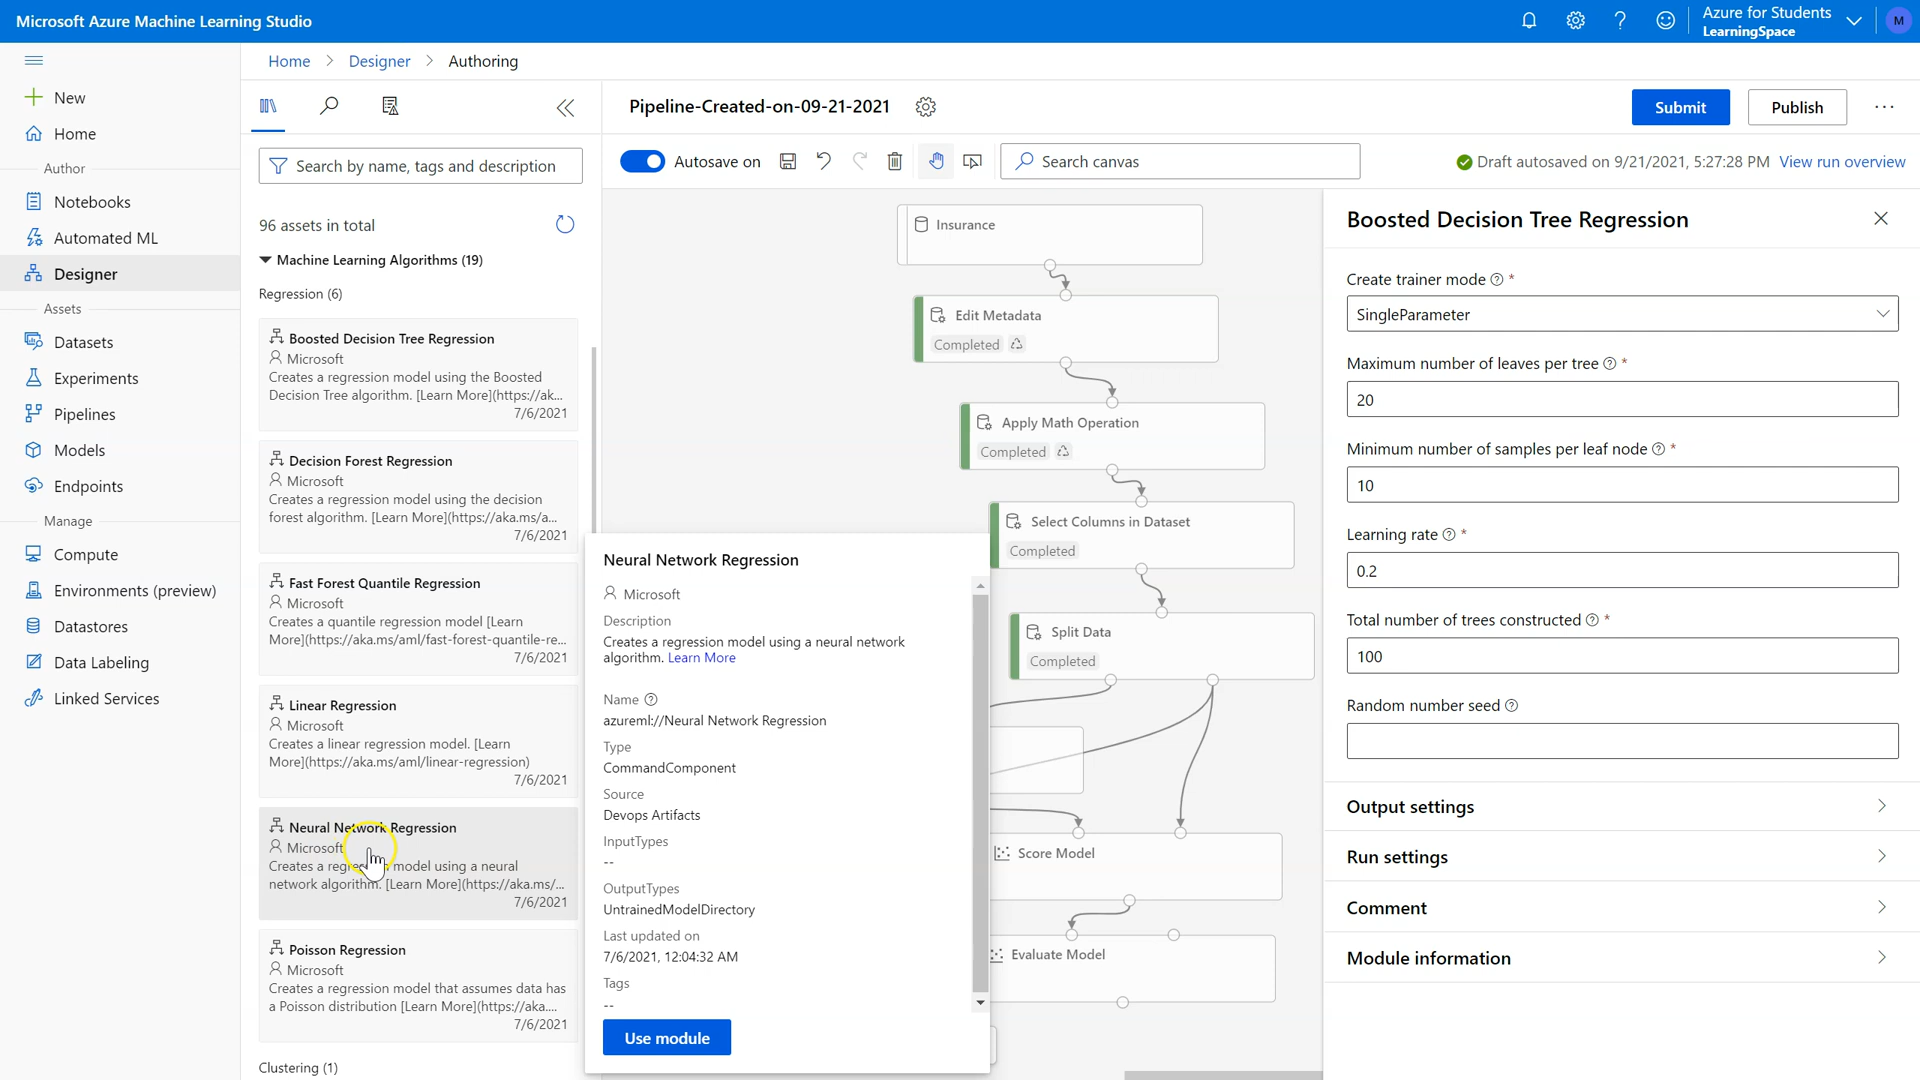 Microsoft Azure Machine Learning Studio
Azure for Students
LearningSpace
M
New
Home
Author
Notebooks
Automated ML
Designer
Assets
Datasets
Experiments
Pipelines
Models
Endpoints
Manage
Compute
Environments (preview)
Datastores
Data Labeling
Linked Services
Home > Designer > Authoring
Search by name, tags and description
96 assets in total
Machine Learning Algorithms (19)
Regression (6)
Boosted Decision Tree Regression
Microsoft
Creates a regression model using the Boosted
Decision Tree algorithm. [Learn More](https://ak...
7/6/2021
Decision Forest Regression
Microsoft
Creates a regression model using the decision
forest algorithm. [Learn More](https://aka.ms/a...
7/6/2021
Fast Forest Quantile Regression
Microsoft
Creates a quantile regression model [Learn
More](https://aka.ms/aml/fast-forest-quantile-re...
7/6/2021
Linear Regression
Microsoft
Creates a linear regression model. [Learn
More](https://aka.ms/aml/linear-regression)
7/6/2021
Neural Network Regression
Microsoft
Creates a regression model using a neural
network algorithm. [Learn More](https://aka.ms/...
7/6/2021
Poisson Regression
Microsoft
Creates a regression model that assumes data has
a Poisson distribution [Learn More](https://aka....
7/6/2021
Clustering (1)
Pipeline-Created-on-09-21-2021
Submit
Publish
Autosave on
Search canvas
Draft autosaved on 9/21/2021, 5:27:28 PM View run overview
Insurance
Edit Metadata
Completed
Apply Math Operation
Completed
Select Columns in Dataset
Completed
Split Data
Completed
Score Model
Evaluate Model
Neural Network Regression
Microsoft
Description
Creates a regression model using a neural network
algorithm. Learn More
Name
azureml://Neural Network Regression
Type
CommandComponent
Source
Devops Artifacts
InputTypes
--
OutputTypes
UntrainedModelDirectory
Last updated on
7/6/2021, 12:04:32 AM
Tags
--
Use module
Boosted Decision Tree Regression
Create trainer mode *
SingleParameter
Maximum number of leaves per tree *
20
Minimum number of samples per leaf node *
10
Learning rate *
0.2
Total number of trees constructed *
100
Random number seed
Output settings
Run settings
Comment
Module information